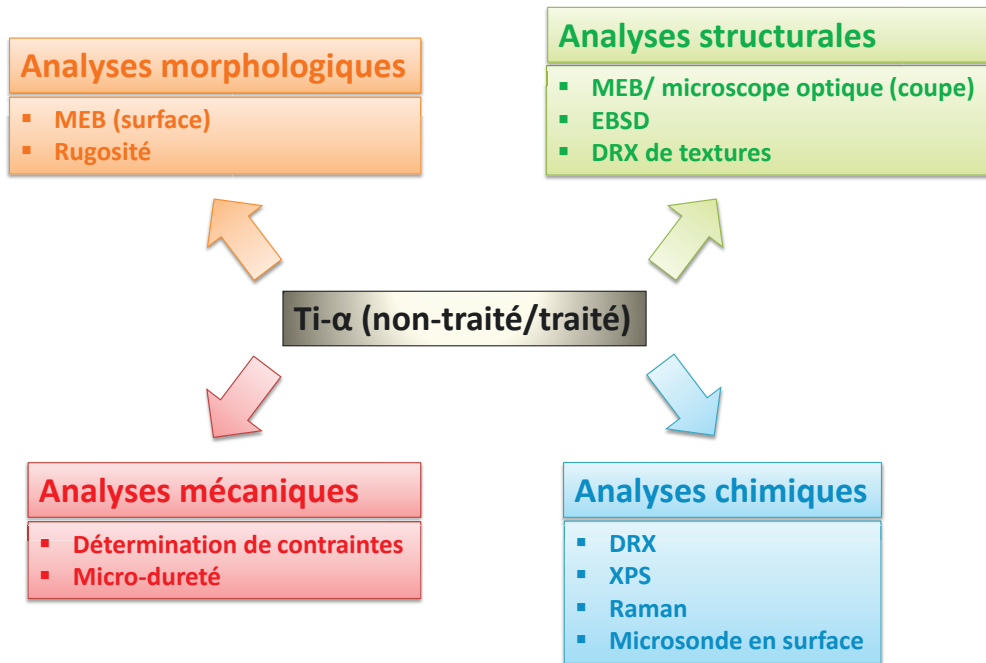 Analyses morphologiques
▪ MEB (surface)
▪ Rugosité
Analyses structurales
▪ MEB/ microscope optique (coupe)
▪ EBSD
▪ DRX de textures
Ti-α (non-traité/traité)
Analyses mécaniques
▪ Détermination de contraintes
▪ Micro-dureté
Analyses chimiques
▪ DRX
▪ XPS
▪ Raman
▪ Microsonde en surface